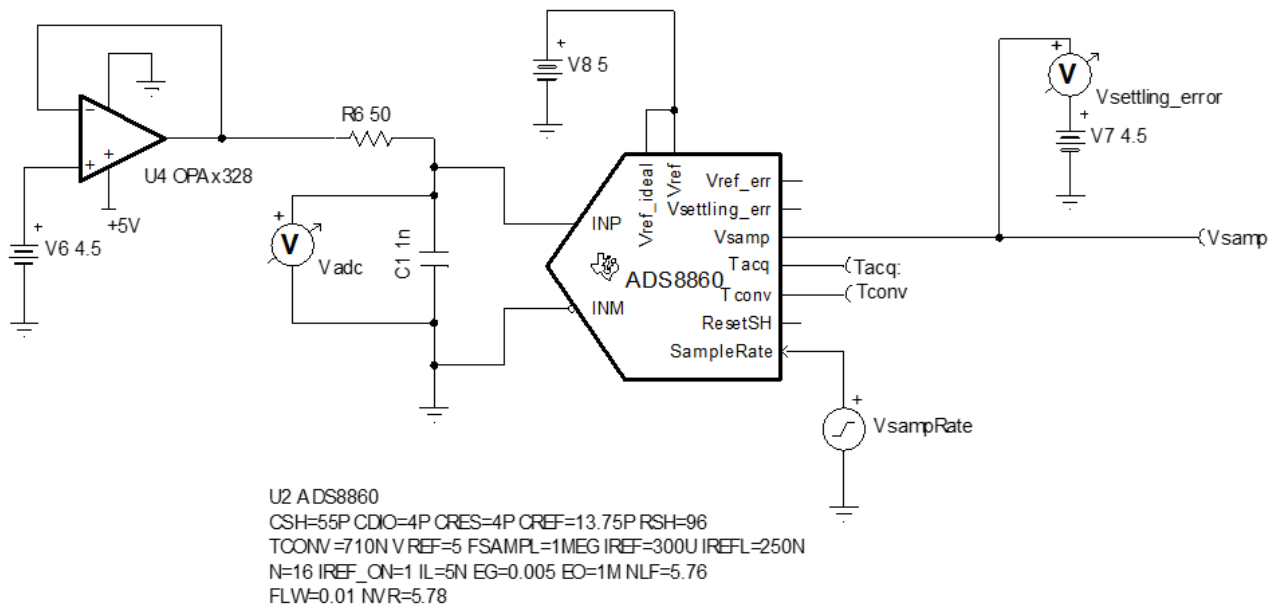 V8 5
Vsettling_error
V7 4.5
R6 50
U4 OPAx328
+5V
V6 4.5
Vadc
C1 1n
INP
INM
Vref_ideal
Vref
ADS8860
Vref_err
Vsettling_err
Vsamp
Tacq
Tconv
ResetSH
SampleRate
Vsamp
Tacq:
Tconv
VsampRate
V
V
U2 ADS8860
CSH=55P CDIO=4P CRES=4P CREF=13.75P RSH=96
TCONV=710N VREF=5 FSAMPL=1MEG IREF=300U IREFL=250N
N=16 IREF_ON=1 IL=5N EG=0.005 EO=1M NLF=5.76
FLW=0.01 NVR=5.78